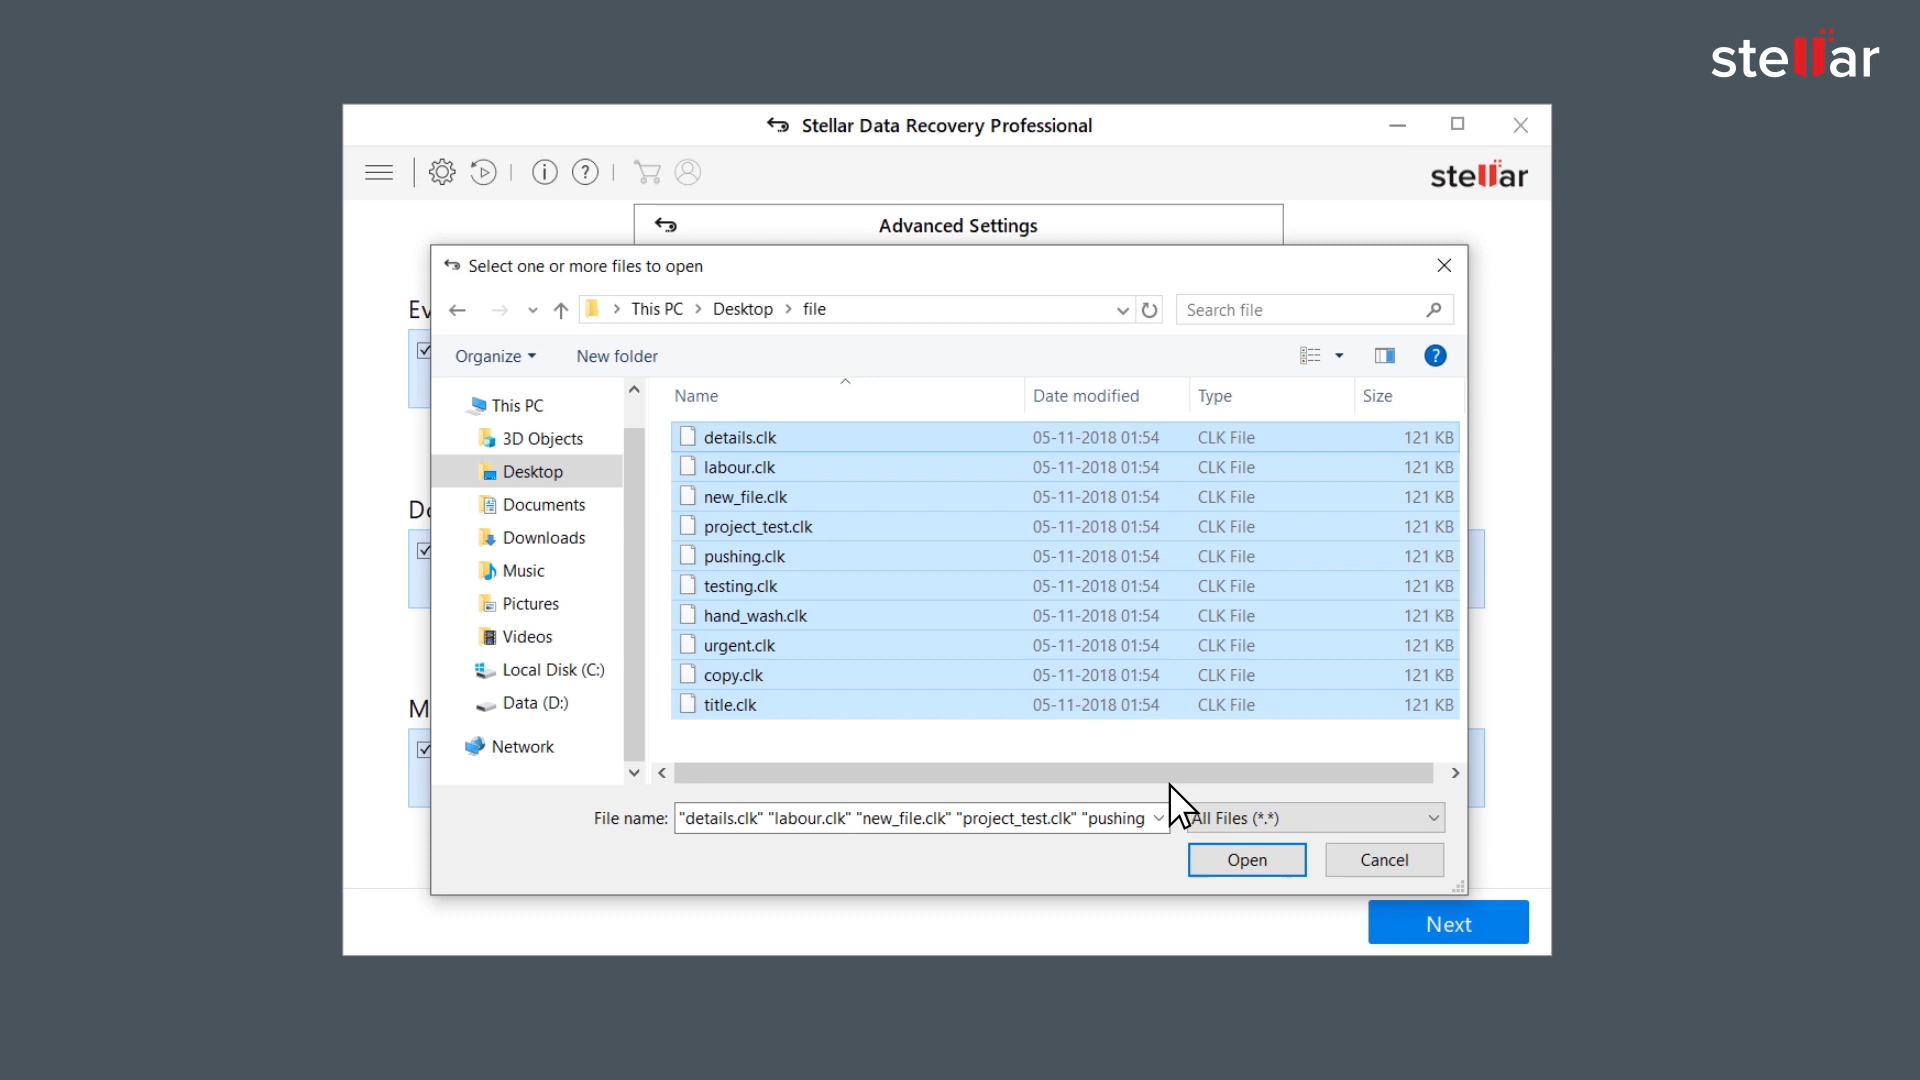 stellar
Stellar Data Recovery Professional
stellar
Advanced Settings
Select one or more files to open
This PC > Desktop > file
Search file
Organize
New folder
This PC
3D Objects
Desktop
Documents
Downloads
Music
Pictures
Videos
Local Disk (C:)
Data (D:)
Network
Name Date modified Type Size
details.clk 05-11-2018 01:54 CLK File 121 KB
labour.clk 05-11-2018 01:54 CLK File 121 KB
new_file.clk 05-11-2018 01:54 CLK File 121 KB
project_test.clk 05-11-2018 01:54 CLK File 121 KB
pushing.clk 05-11-2018 01:54 CLK File 121 KB
testing.clk 05-11-2018 01:54 CLK File 121 KB
hand_wash.clk 05-11-2018 01:54 CLK File 121 KB
urgent.clk 05-11-2018 01:54 CLK File 121 KB
copy.clk 05-11-2018 01:54 CLK File 121 KB
title.clk 05-11-2018 01:54 CLK File 121 KB
File name: "details.clk" "labour.clk" "new_file.clk" "project_test.clk" "pushing
All Files (*.*)
Open
Cancel
Ev
Do
M
Next